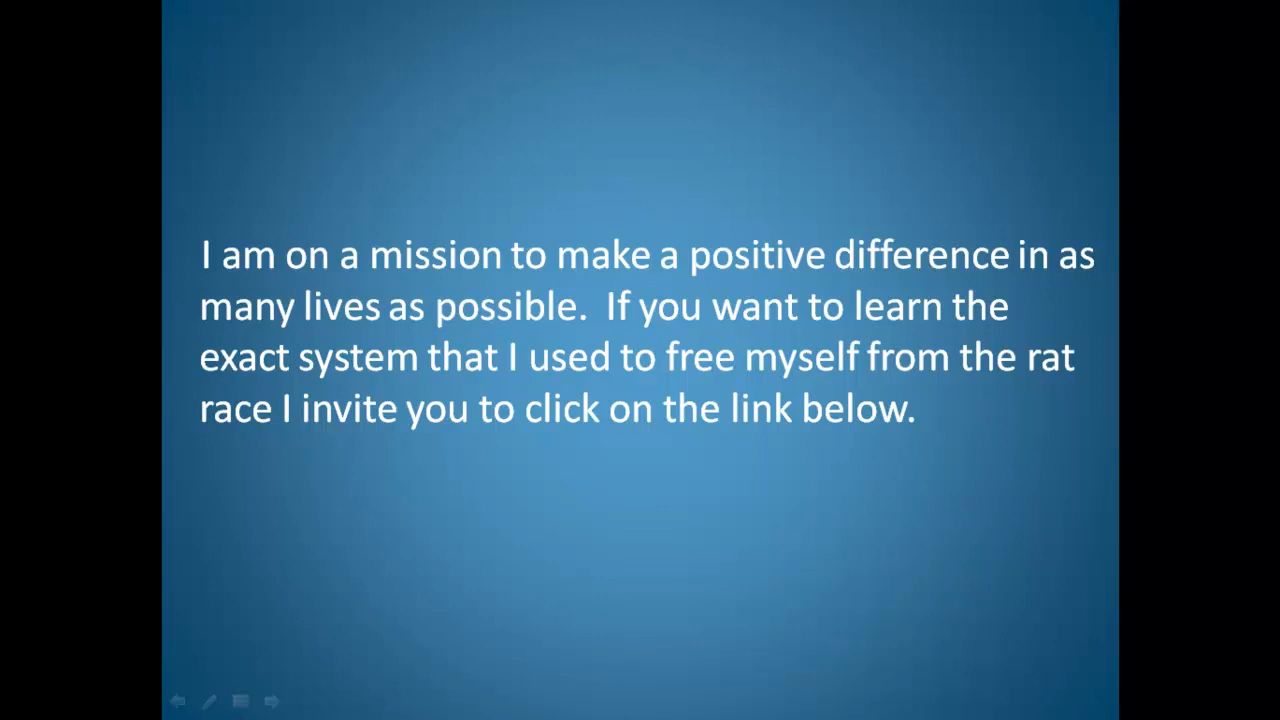 I am on a mission to make a positive difference in as
many lives as possible.  If you want to learn the
exact system that I used to free myself from the rat
race I invite you to click on the link below.